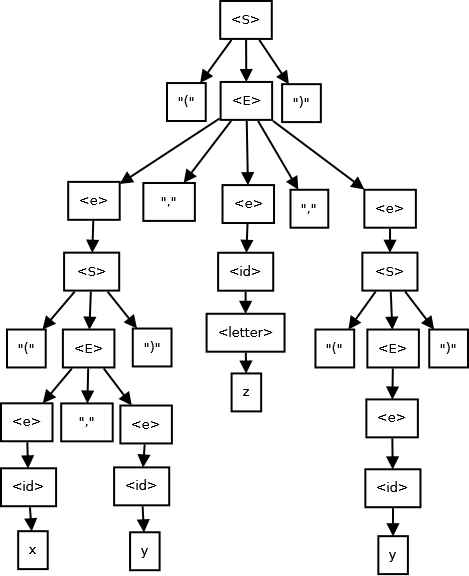 <S>
"(" <E> ")"
<e> "," <e> "," <e>
<S> <id> <S>
"(" <E> ")" <letter> "(" <E> ")"
<e> "," <e> z <e>
<id> <id> <id>
x y y